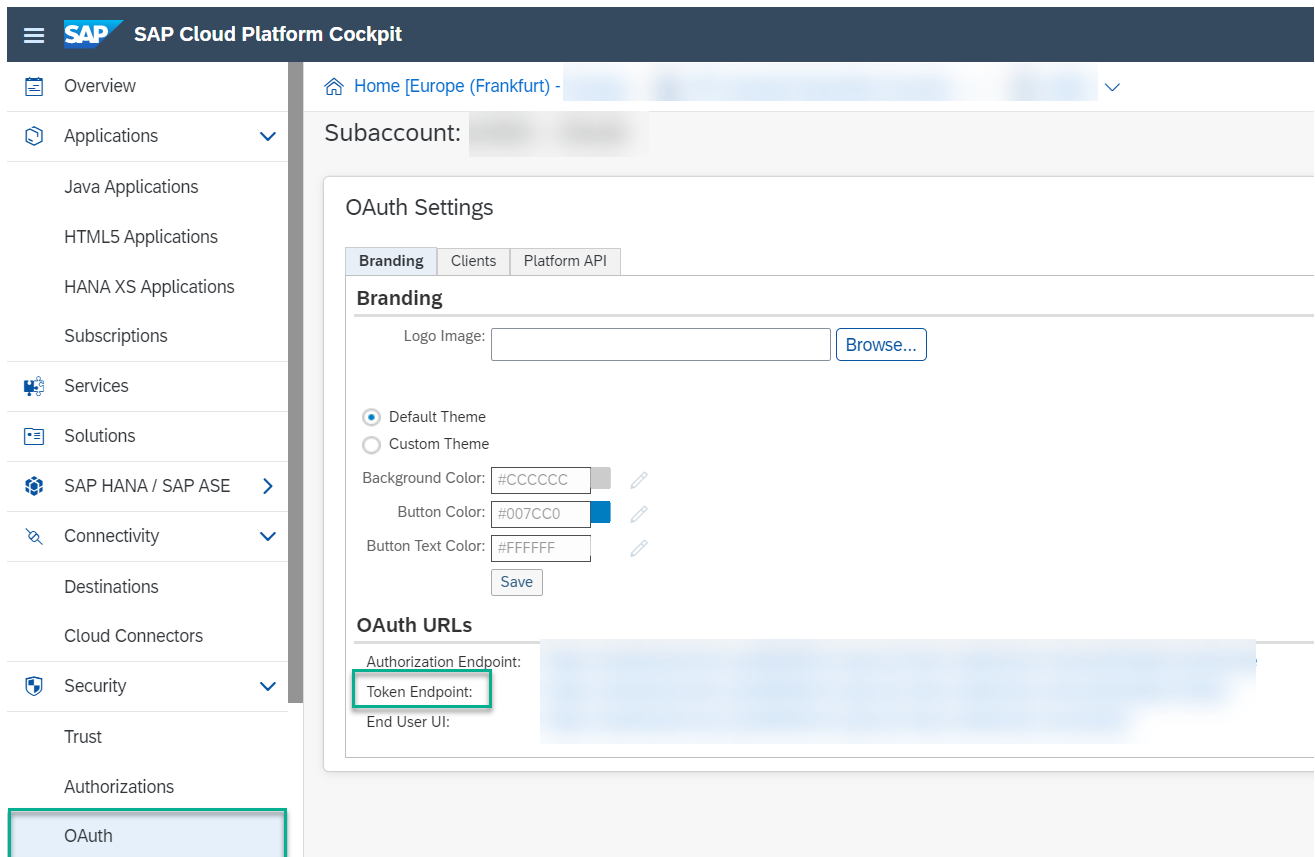 SAP SAP Cloud Platform Cockpit
Overview
Applications
Java Applications
HTML5 Applications
HANA XS Applications
Subscriptions
Services
Solutions
SAP HANA / SAP ASE
Connectivity
Destinations
Cloud Connectors
Security
Trust
Authorizations
OAuth
Home [Europe (Frankfurt) -
Subaccount:
OAuth Settings
Branding Clients Platform API
Branding
Logo Image: Browse...
Default Theme
Custom Theme
Background Color: #CCCCCC
Button Color: #007CC0
Button Text Color: #FFFFFF
Save
OAuth URLs
Authorization Endpoint:
Token Endpoint:
End User UI: